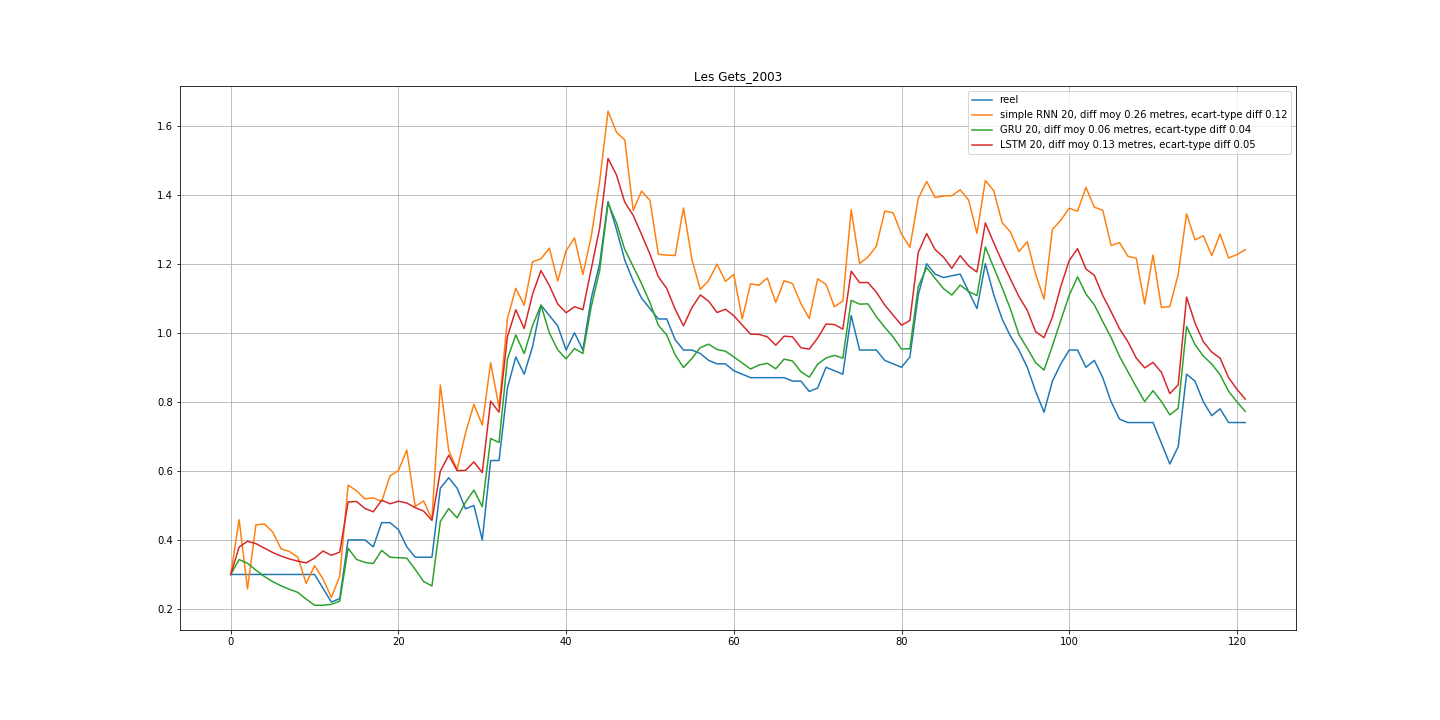 Les Gets_2003
reel
simple RNN 20, diff moy 0.26 metres, ecart-type diff 0.12
GRU 20, diff moy 0.06 metres, ecart-type diff 0.04
LSTM 20, diff moy 0.13 metres, ecart-type diff 0.05
1.6
1.4
1.2
1.0
0.8
0.6
0.4
0.2
0 20 40 60 80 100 120